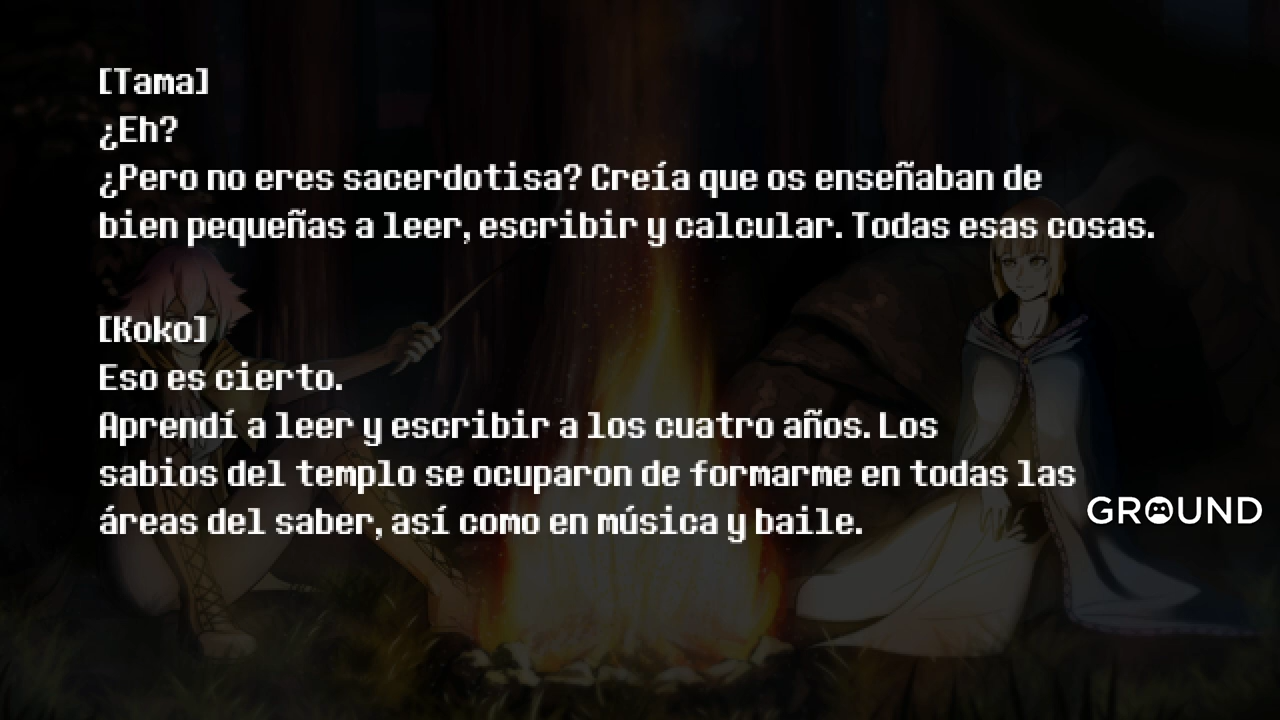 [Tama]
¿Eh?
¿Pero no eres sacerdotisa? Creía que os enseñaban de
bien pequeñas a leer, escribir y calcular. Todas esas cosas.
[Koko]
Eso es cierto.
Aprendí a leer y escribir a los cuatro años. Los
sabios del templo se ocuparon de formarme en todas las
áreas del saber, así como en música y baile.
GROUND